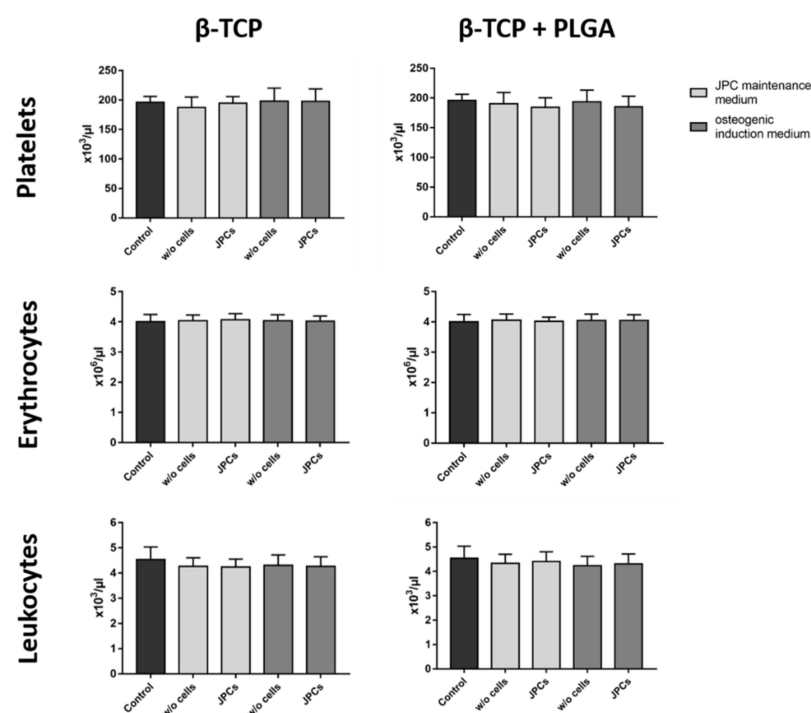 β-TCP
β-TCP + PLGA
JPC maintenance
medium
osteogenic
induction medium
Platelets
x10³/µl
250
200
150
100
50
0
Control
w/o cells
JPCs
w/o cells
JPCs
x10³/µl
250
200
150
100
50
0
Control
w/o cells
JPCs
w/o cells
JPCs
Erythrocytes
x10⁶/µl
5
4
3
2
1
0
Control
w/o cells
JPCs
w/o cells
JPCs
x10⁶/µl
5
4
3
2
1
0
Control
w/o cells
JPCs
w/o cells
JPCs
Leukocytes
x10³/µl
6
5
4
3
2
1
0
Control
w/o cells
JPCs
w/o cells
JPCs
x10³/µl
6
5
4
3
2
1
0
Control
w/o cells
JPCs
w/o cells
JPCs